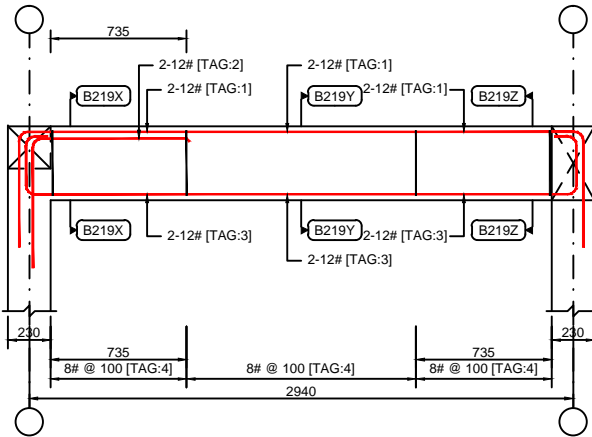 735
2-12# [TAG:2]
2-12# [TAG:1]
2-12# [TAG:1]
2-12# [TAG:1]
B219X
B219Y
B219Z
B219X
B219Y
B219Z
2-12# [TAG:3]
2-12# [TAG:3]
2-12# [TAG:3]
230
230
735
735
8# @ 100 [TAG:4]
8# @ 100 [TAG:4]
8# @ 100 [TAG:4]
2940